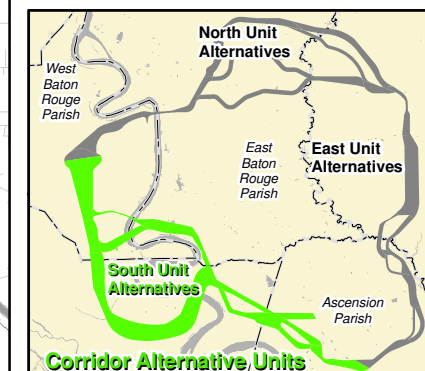 North Unit
Alternatives
West
Baton
Rouge
Parish
East
Baton
Rouge
Parish
East Unit
Alternatives
South Unit
Alternatives
Ascension
Parish
Corridor Alternative Units